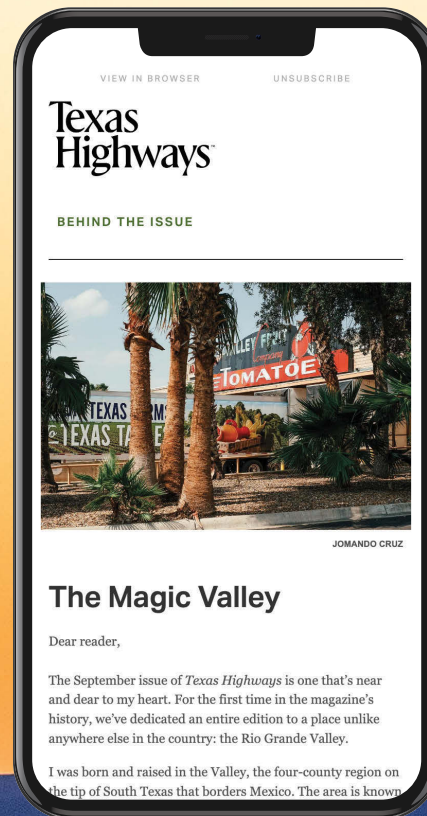 VIEW IN BROWSER UNSUBSCRIBE
Texas
Highways
BEHIND THE ISSUE
TOMATOE
TEXAS
TEXAS
JOMANDO CRUZ
The Magic Valley
Dear reader,
The September issue of Texas Highways is one that’s near
and dear to my heart. For the first time in the magazine’s
history, we’ve dedicated an entire edition to a place unlike
anywhere else in the country: the Rio Grande Valley.
I was born and raised in the Valley, the four-county region on
the tip of South Texas that borders Mexico. The area is known